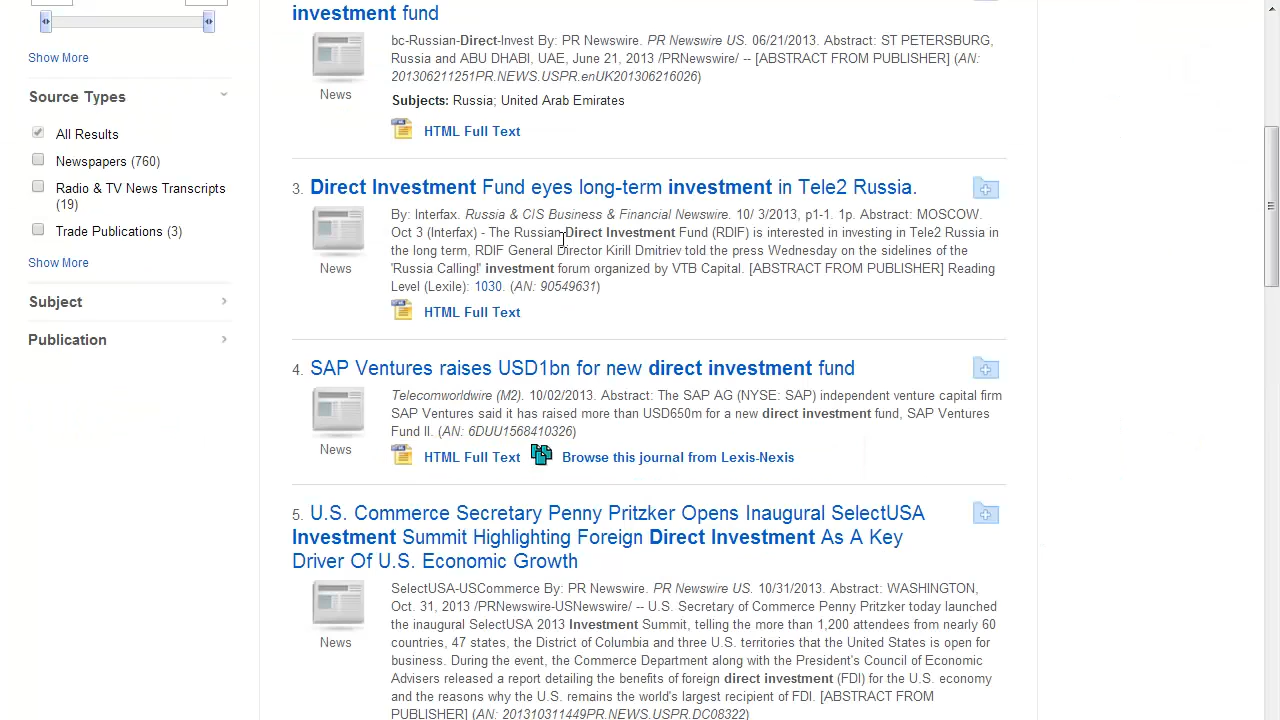 investment fund
bc-Russian-Direct-Invest By: PR Newswire. PR Newswire US. 06/21/2013. Abstract: ST PETERSBURG,
Russia and ABU DHABI, UAE, June 21, 2013 /PRNewswire/ -- [ABSTRACT FROM PUBLISHER] (AN:
201306211251PR.NEWS.USPR.enUK201306216026)
News
Subjects: Russia; United Arab Emirates
HTML Full Text
Show More
Source Types
All Results
Newspapers (760)
Radio & TV News Transcripts
(19)
Trade Publications (3)
Show More
Subject
Publication
3. Direct Investment Fund eyes long-term investment in Tele2 Russia.
By: Interfax. Russia & CIS Business & Financial Newswire. 10/ 3/2013, p1-1. 1p. Abstract: MOSCOW.
Oct 3 (Interfax) - The Russian Direct Investment Fund (RDIF) is interested in investing in Tele2 Russia in
the long term, RDIF General Director Kirill Dmitriev told the press Wednesday on the sidelines of the
'Russia Calling!' investment forum organized by VTB Capital. [ABSTRACT FROM PUBLISHER] Reading
Level (Lexile): 1030. (AN: 90549631)
News
HTML Full Text
4. SAP Ventures raises USD1bn for new direct investment fund
Telecomworldwire (M2). 10/02/2013. Abstract: The SAP AG (NYSE: SAP) independent venture capital firm
SAP Ventures said it has raised more than USD650m for a new direct investment fund, SAP Ventures
Fund II. (AN: 6DUU1568410326)
News
HTML Full Text Browse this journal from Lexis-Nexis
5. U.S. Commerce Secretary Penny Pritzker Opens Inaugural SelectUSA
Investment Summit Highlighting Foreign Direct Investment As A Key
Driver Of U.S. Economic Growth
SelectUSA-USCommerce By: PR Newswire. PR Newswire US. 10/31/2013. Abstract: WASHINGTON,
Oct. 31, 2013 /PRNewswire-USNewswire/ -- U.S. Secretary of Commerce Penny Pritzker today launched
the inaugural SelectUSA 2013 Investment Summit, telling the more than 1,200 attendees from nearly 60
countries, 47 states, the District of Columbia and three U.S. territories that the United States is open for
business. During the event, the Commerce Department along with the President's Council of Economic
Advisers released a report detailing the benefits of foreign direct investment (FDI) for the U.S. economy
and the reasons why the U.S. remains the world's largest recipient of FDI. [ABSTRACT FROM
PUBLISHER] (AN: 201310311449PR.NEWS.USPR.DC08322)
News